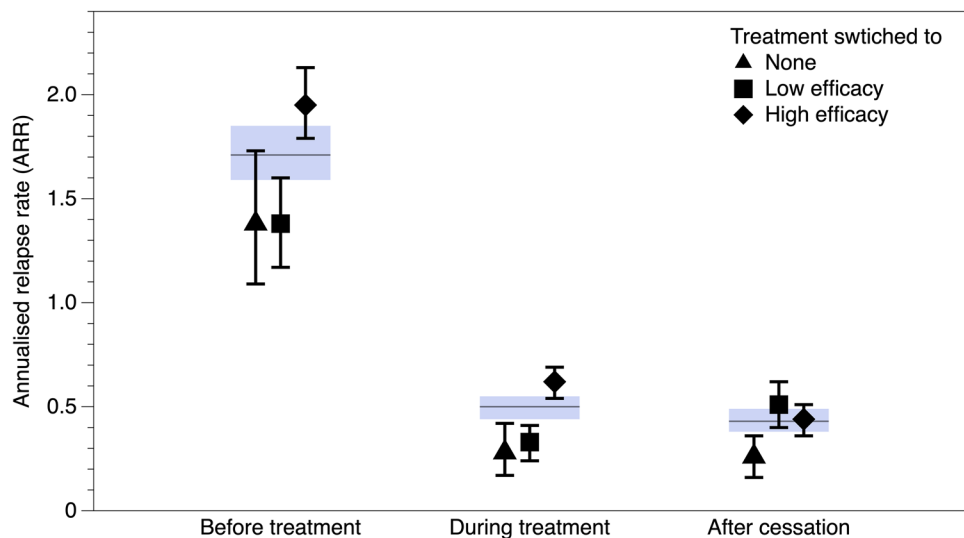 Treatment swtiched to
None
Low efficacy
High efficacy
Annualised relapse rate (ARR)
2.0
1.5
1.0
0.5
0
Before treatment
During treatment
After cessation